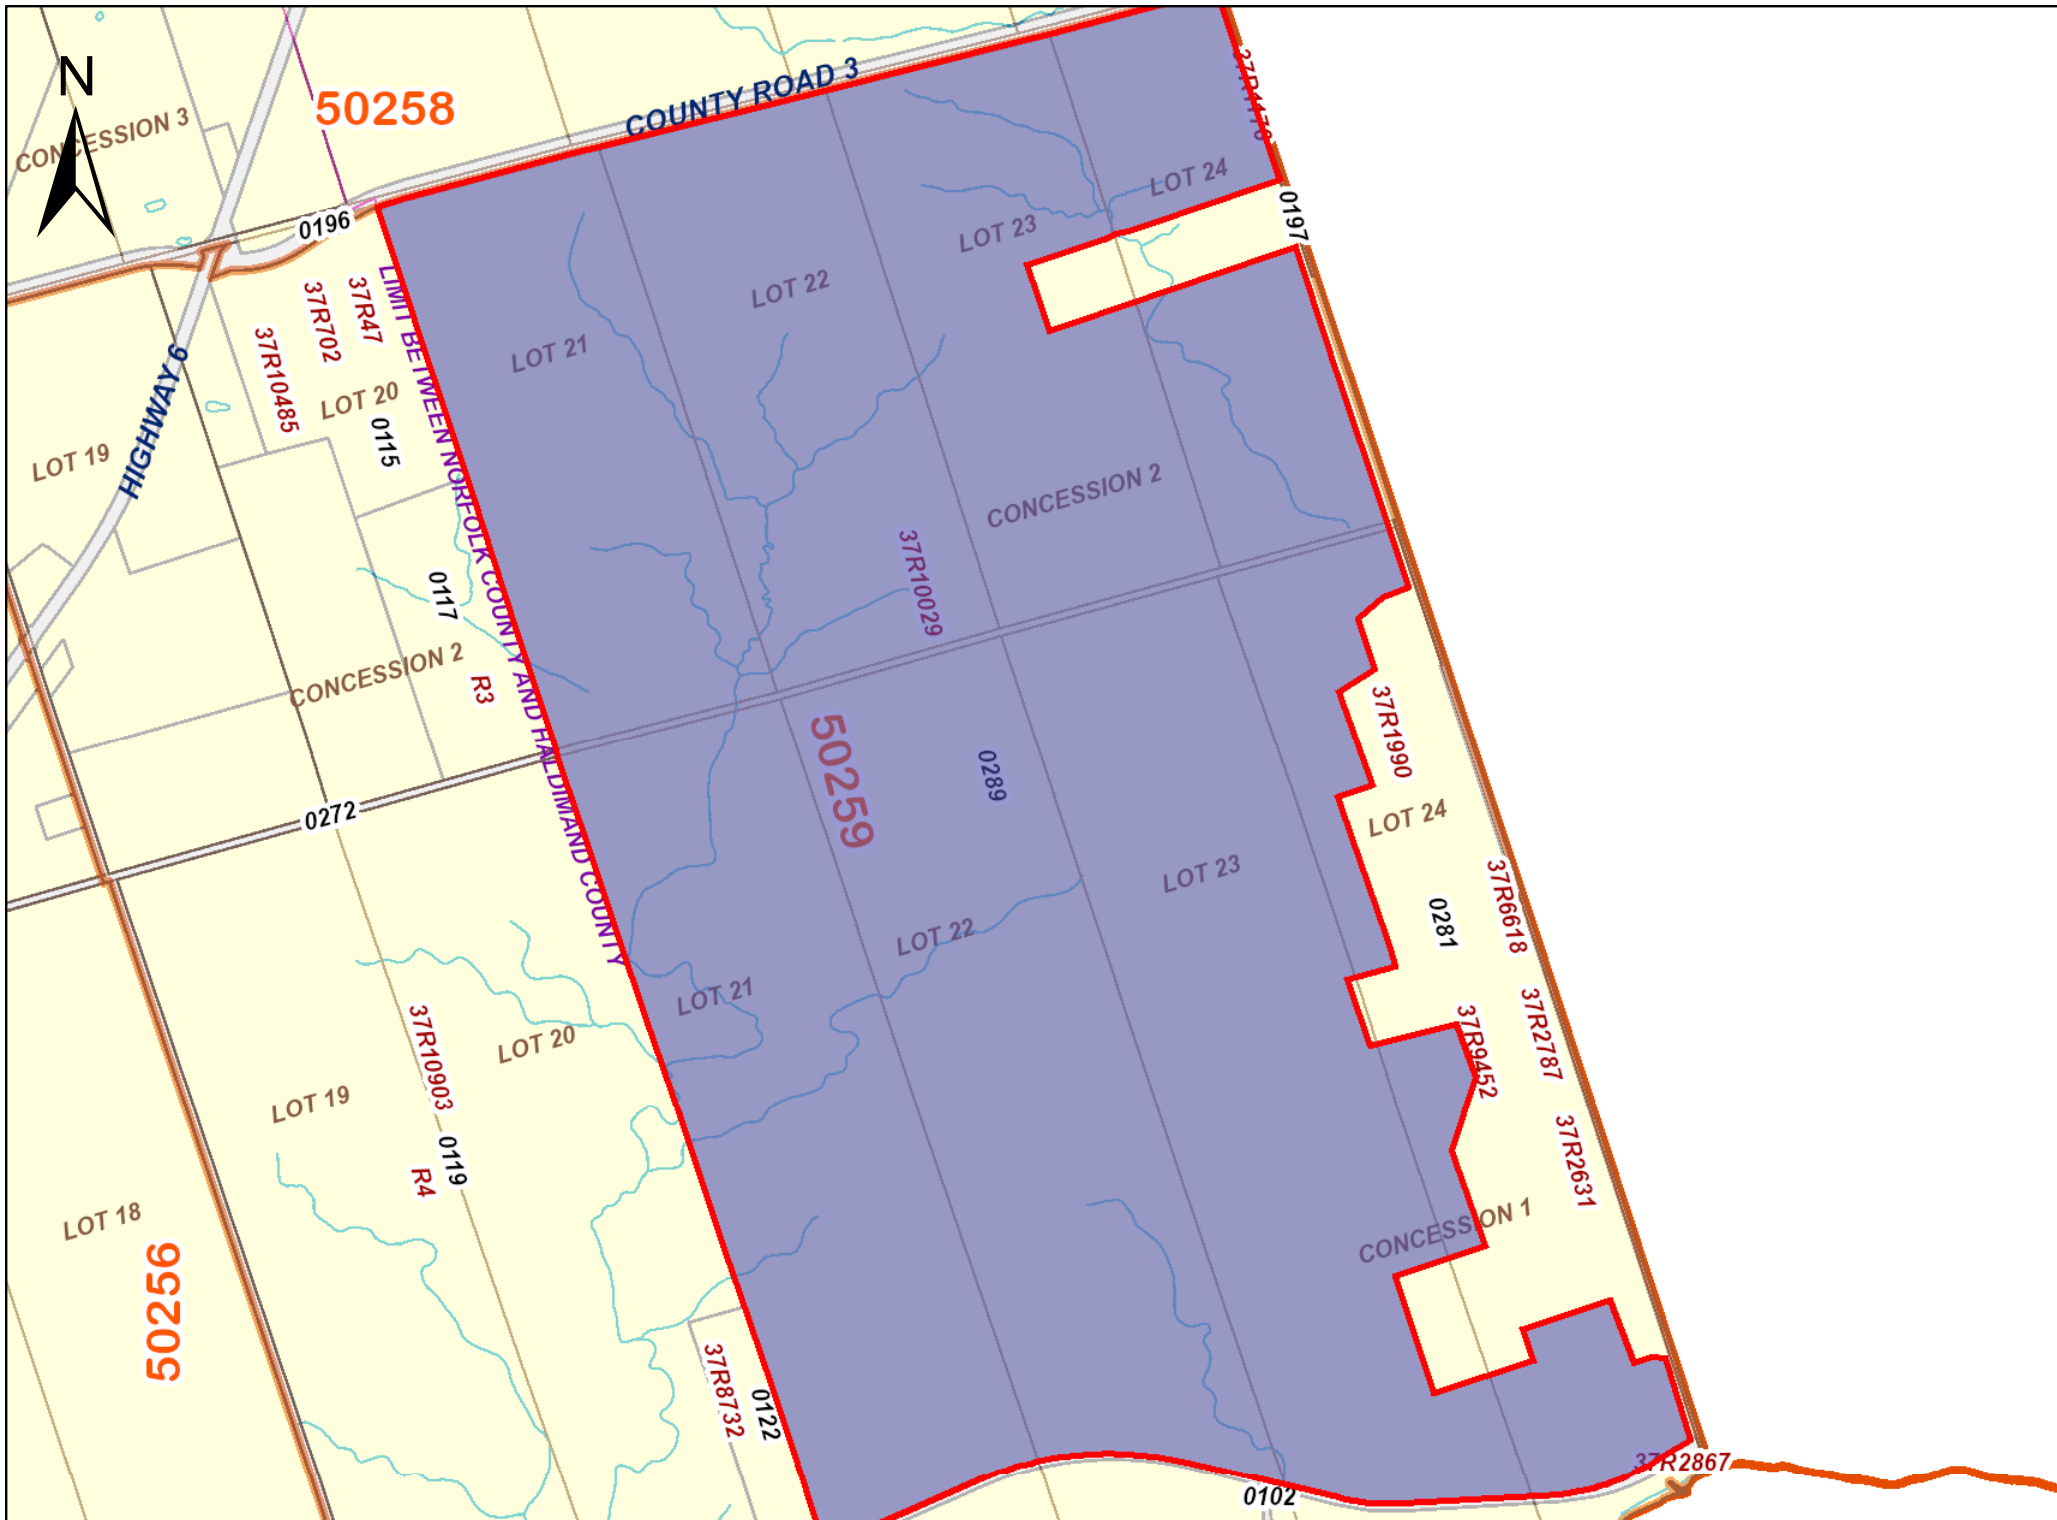 N
CONCESSION 3
50258
COUNTY ROAD 3
0196
LOT 24
0197
LOT 23
LOT 22
LOT 21
37R47
37R702
37R10485
LIMIT BETWEEN NORFOLK COUNTY AND HALDIMAND COUNTY
HIGHWAY 6
LOT 20
0115
LOT 19
CONCESSION 2
37R10029
0117
CONCESSION 2
R3
37R1990
50259
0289
0272
LOT 24
LOT 23
37R6618
0281
LOT 22
LOT 21
37R10903
LOT 20
37R9452
37R2787
LOT 19
37R2631
0119
R4
LOT 18
CONCESSION 1
50256
37R8732
0122
37R2867
0102